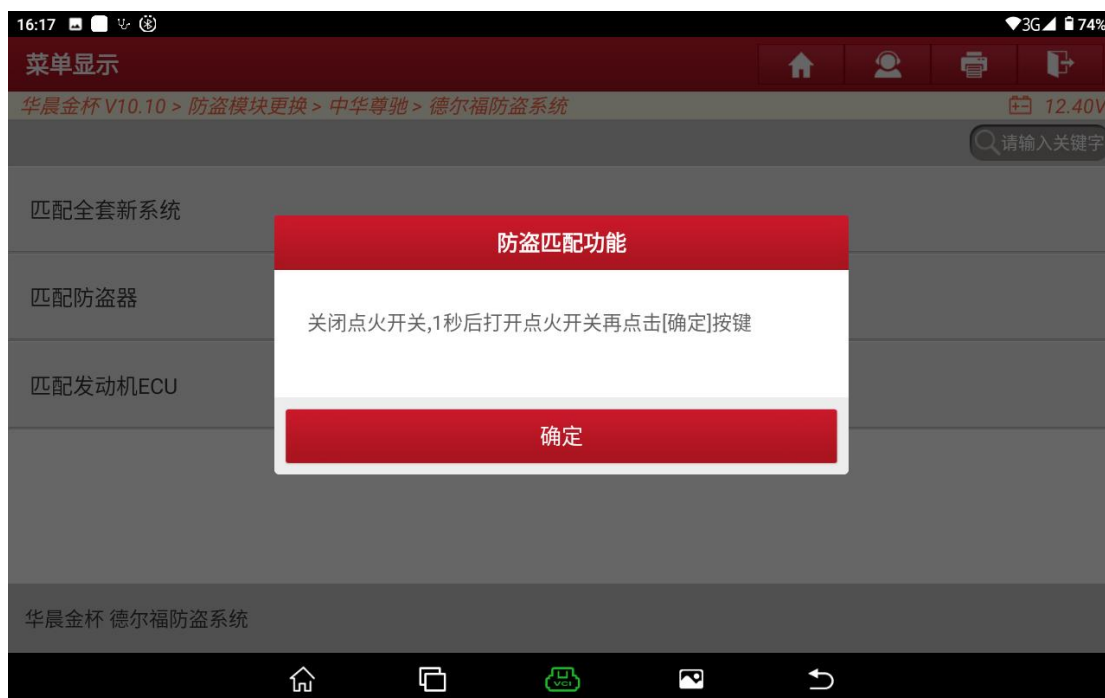 16:17
3G 74%
菜单显示
华晨金杯 V10.10 > 防盗模块更换 > 中华尊驰 > 德尔福防盗系统
12.40V
请输入关键字
匹配全套新系统
防盗匹配功能
匹配防盗器
关闭点火开关,1秒后打开点火开关再点击[确定]按键
匹配发动机ECU
确定
华晨金杯 德尔福防盗系统
VCI